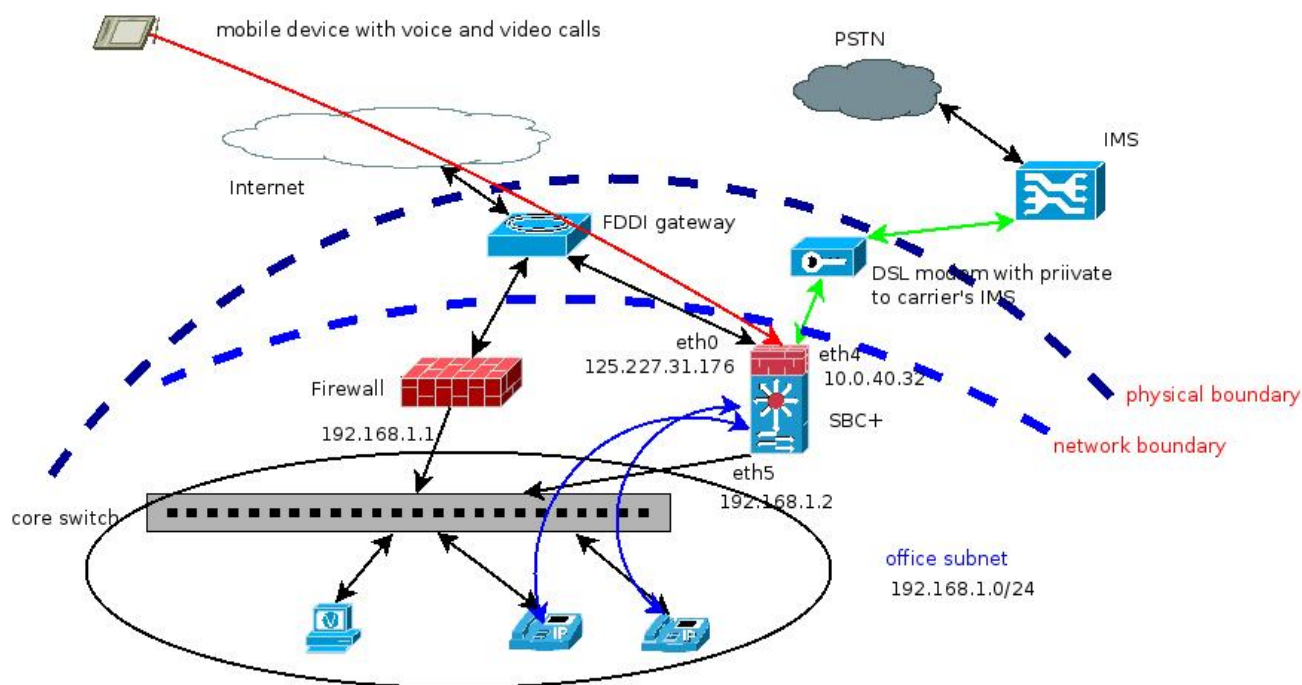 mobile device with voice and video calls
PSTN
IMS
Internet
FDDI gateway
DSL modem with priivate
to carrier's IMS
eth0
125.227.31.176
eth4
10.0.40.32
Firewall
SBC+
physical boundary
network boundary
192.168.1.1
eth5
192.168.1.2
core switch
office subnet
192.168.1.0/24
V
IP
IP